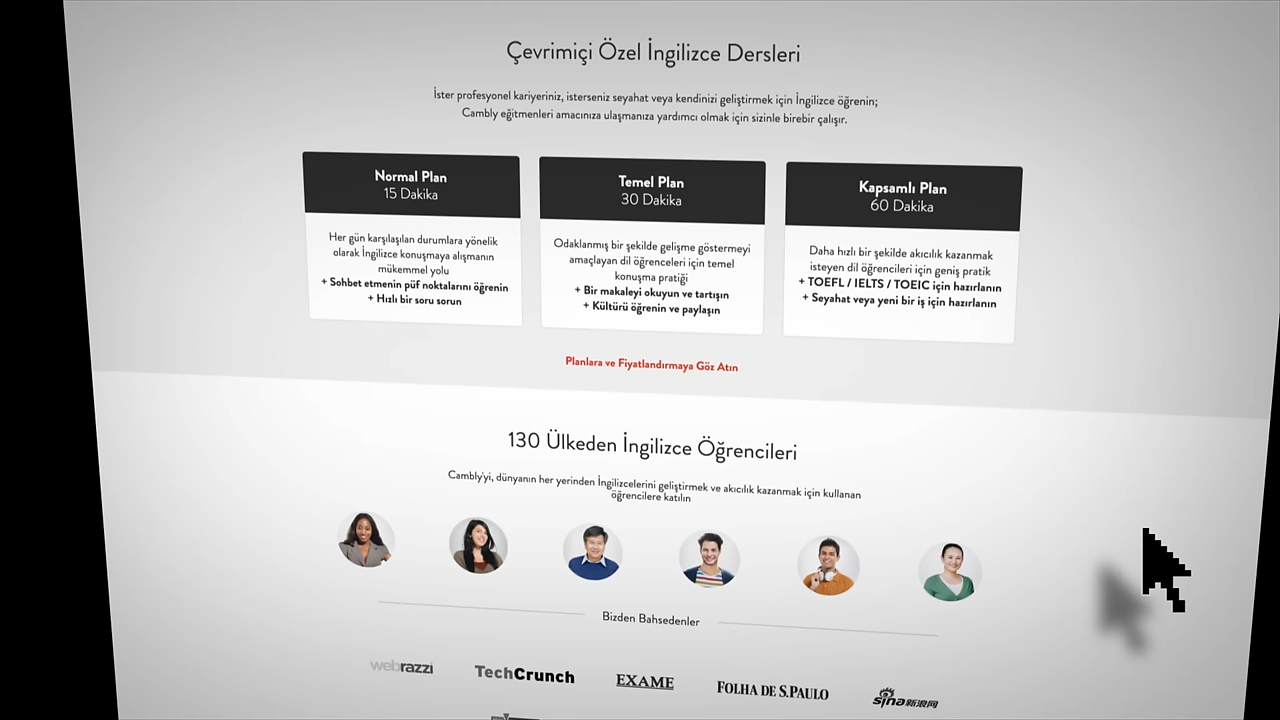 Çevrimiçi Özel İngilizce Dersleri
İster profesyonel kariyeriniz, isterseniz seyahat veya kendinizi geliştirmek için İngilizce öğrenin;
Cambly eğitmenleri amacınıza ulaşmanıza yardımcı olmak için sizinle birebir çalışır.
Normal Plan
15 Dakika
Her gün karşılaşılan durumlara yönelik
olarak İngilizce konuşmaya alışmanın
mükemmel yolu
+ Sohbet etmenin püf noktalarını öğrenin
+ Hızlı bir soru sorun
Temel Plan
30 Dakika
Odaklanmış bir şekilde gelişme göstermeyi
amaçlayan dil öğrenceleri için temel
konuşma pratiği
+ Bir makaleyi okuyun ve tartışın
+ Kültürü öğrenin ve paylaşın
Kapsamlı Plan
60 Dakika
Daha hızlı bir şekilde akıcılık kazanmak
isteyen dil öğrencileri için geniş pratik
+ TOEFL / IELTS / TOEIC için hazırlanın
+ Seyahat veya yeni bir iş için hazırlanın
Planlara ve Fiyatlandırmaya Göz Atın
130 Ülkeden İngilizce Öğrencileri
Cambly'yi, dünyanın her yerinden İngilizcelerini geliştirmek ve akıcılık kazanmak için kullanan
öğrencilere katılın
Bizden Bahsedenler
webrazzi
TechCrunch
EXAME
FOLHA DE S.PAULO
sina新浪网